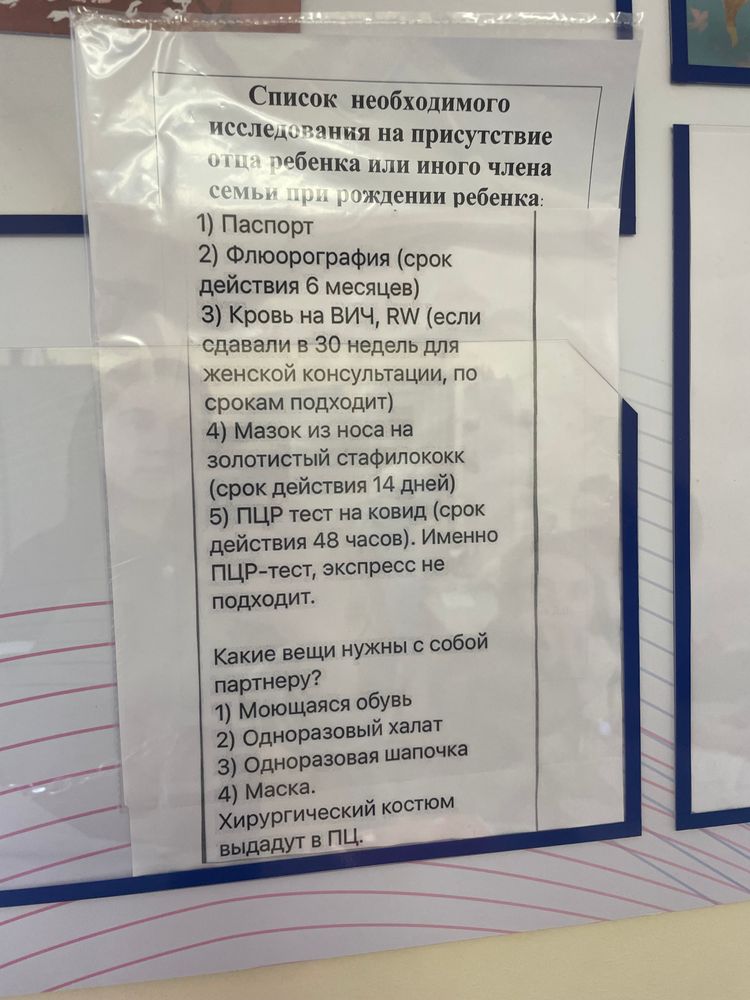 Список необходимого
исследования на присутствие
отца ребенка или иного члена
семьи при рождении ребенка:
1) Паспорт
2) Флюорография (срок
действия 6 месяцев)
3) Кровь на ВИЧ, RW (если
сдавали в 30 недель для
женской консультации, по
срокам подходит)
4) Мазок из носа на
золотистый стафилококк
(срок действия 14 дней)
5) ПЦР тест на ковид (срок
действия 48 часов). Именно
ПЦР-тест, экспресс не
подходит.
Какие вещи нужны с собой
партнеру?
1) Моющаяся обувь
2) Одноразовый халат
3) Одноразовая шапочка
4) Маска.
Хирургический костюм
выдадут в ПЦ.